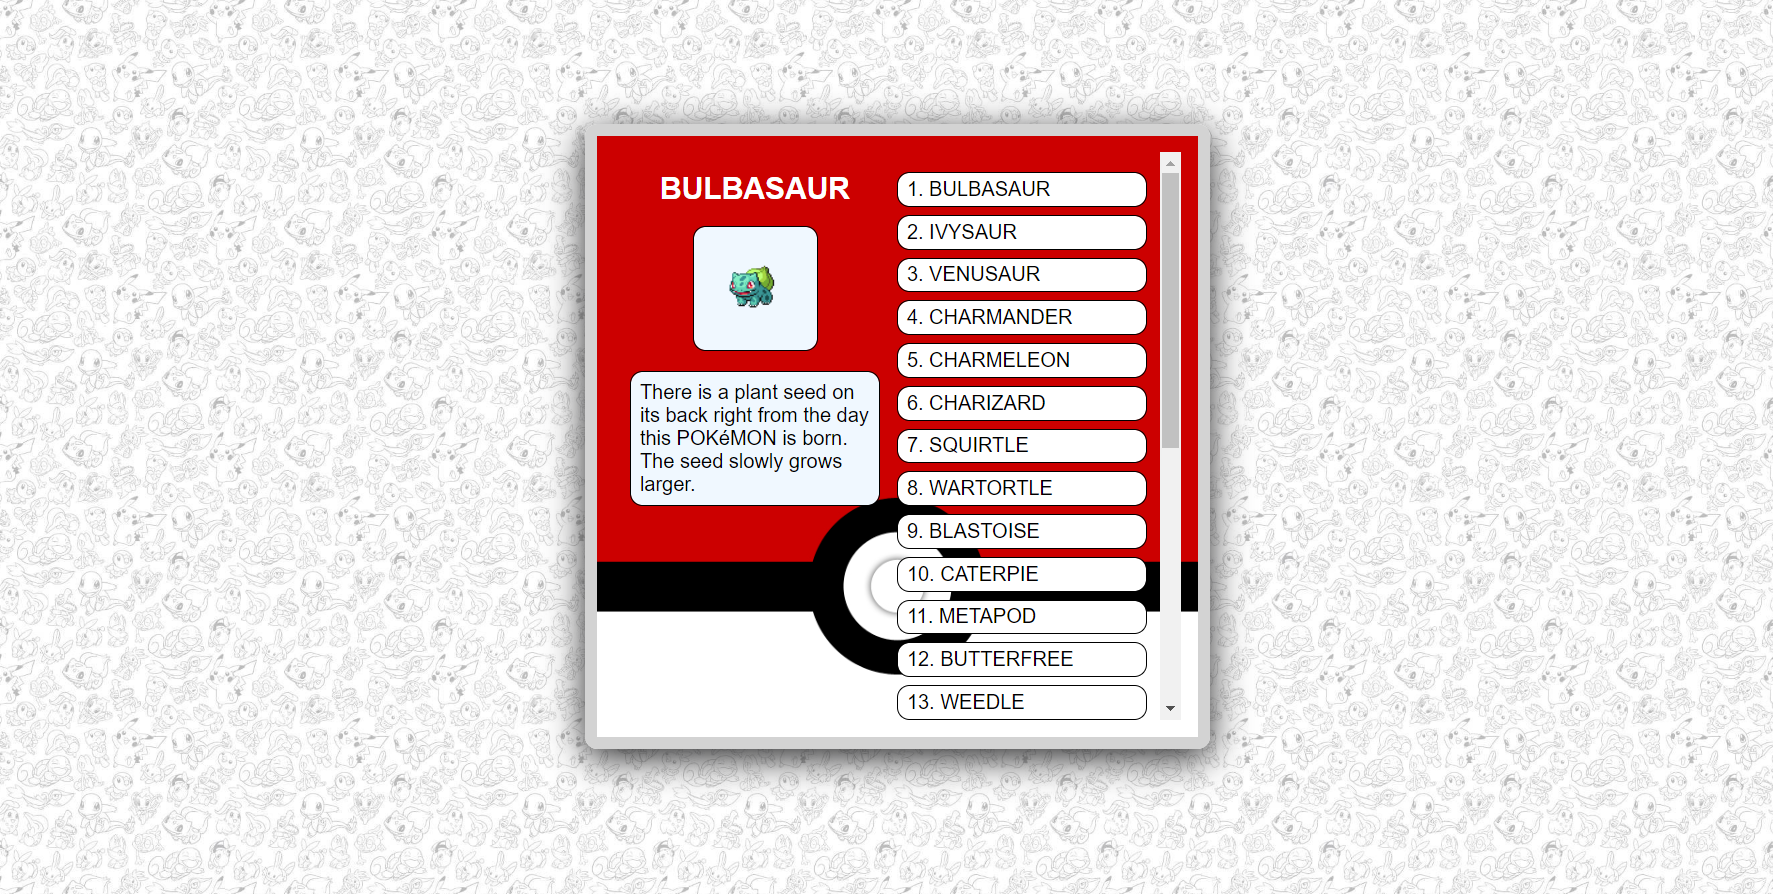 BULBASAUR
There is a plant seed on
its back right from the day
this POKéMON is born.
The seed slowly grows
larger.
1. BULBASAUR
2. IVYSAUR
3. VENUSAUR
4. CHARMANDER
5. CHARMELEON
6. CHARIZARD
7. SQUIRTLE
8. WARTORTLE
9. BLASTOISE
10. CATERPIE
11. METAPOD
12. BUTTERFREE
13. WEEDLE